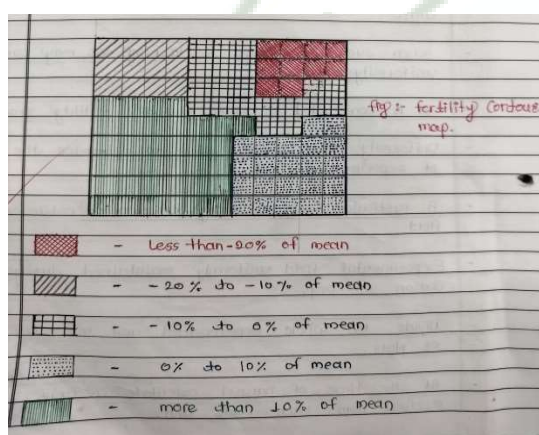 fig :- fertility Contour
map.
- Less than -20% of mean
- -20% to -10% of mean
- -10% to 0% of mean
- 0% to 10% of mean
- more than 10% of mean